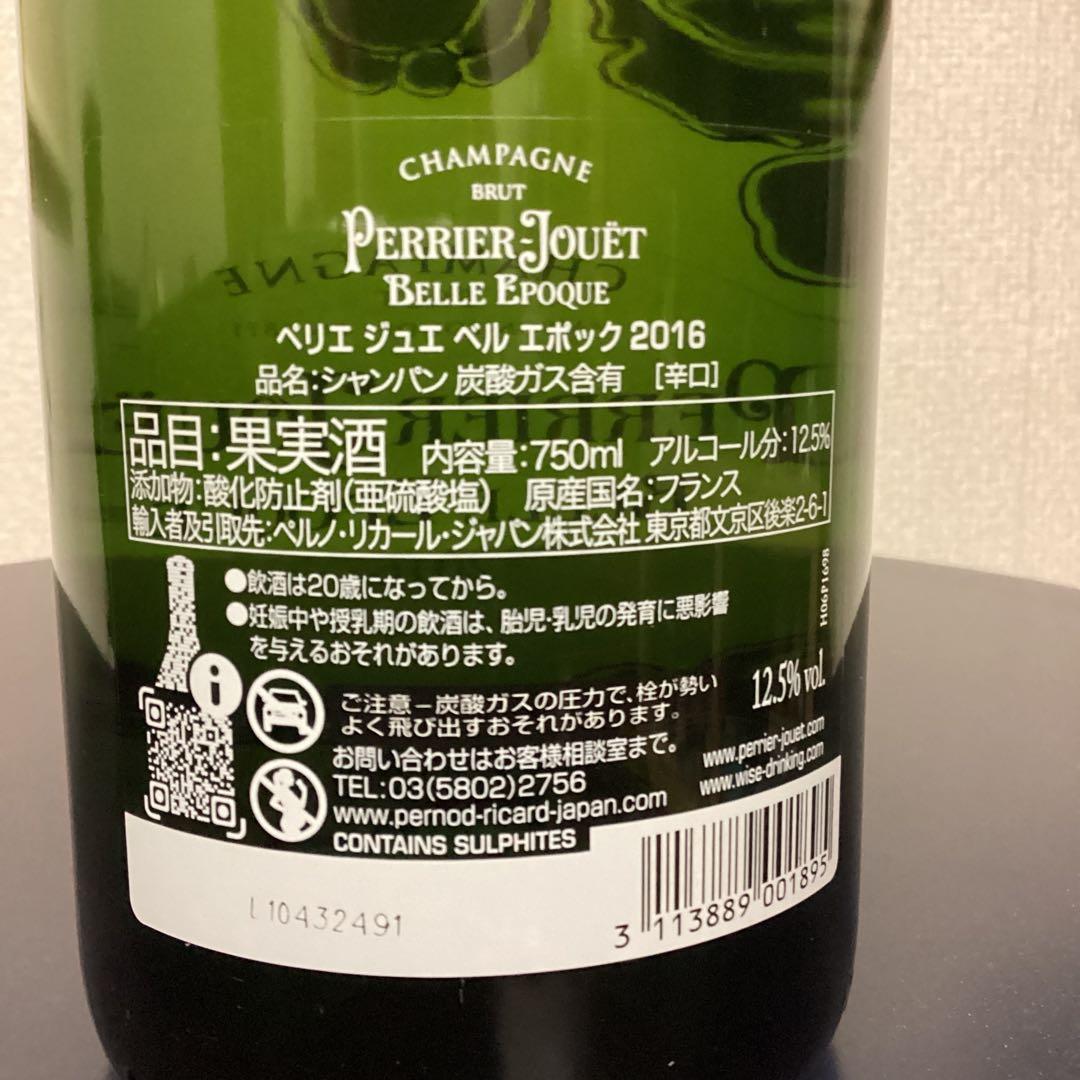 CHAMPAGNE
BRUT
PERRIER-JOUËT
BELLE EPOQUE
ペリエ ジュエ ベル エポック 2016
品名:シャンパン 炭酸ガス含有 [辛口]
品目:果実酒 内容量:750ml アルコール分:12.5%
添加物:酸化防止剤(亜硫酸塩) 原産国名:フランス
輸入者及引取先:ペルノ・リカール・ジャパン株式会社 東京都文京区後楽2-6-1
●飲酒は20歳になってから。
●妊娠中や授乳期の飲酒は、胎児・乳児の発育に悪影響
を与えるおそれがあります。
H06P1698
ご注意-炭酸ガスの圧力で、栓が勢い
よく飛び出すおそれがあります。
12.5% vol.
お問い合わせはお客様相談室まで。
TEL:03(5802)2756
www.pernod-ricard-japan.com
www.perrier-jouet.com
www.wise-drinking.com
CONTAINS SULPHITES
L10432491
3 113889 001895